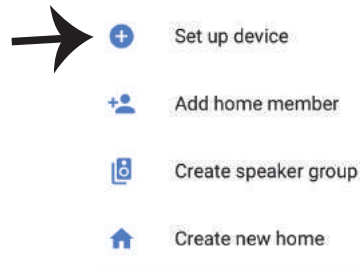 Set up device
Add home member
Create speaker group
Create new home